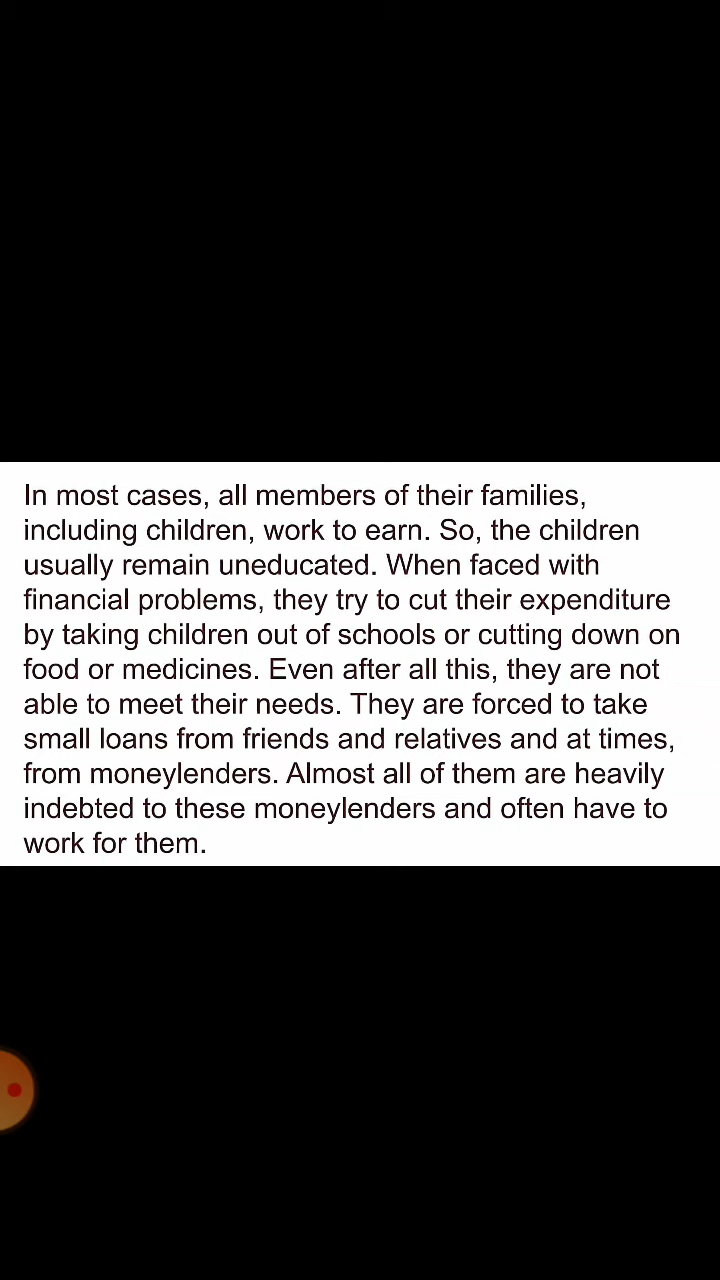 In most cases, all members of their families,
including children, work to earn. So, the children
usually remain uneducated. When faced with
financial problems, they try to cut their expenditure
by taking children out of schools or cutting down on
food or medicines. Even after all this, they are not
able to meet their needs. They are forced to take
small loans from friends and relatives and at times,
from moneylenders. Almost all of them are heavily
indebted to these moneylenders and often have to
work for them.